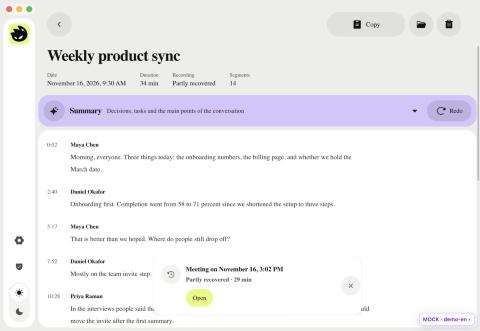 Copy
Weekly product sync
Date
November 16, 2026, 9:30 AM
Duration
34 min
Recording
Partly recovered
Segments
14
Summary Decisions, tasks and the main points of the conversation
Redo
0:02 Maya Chen
Morning, everyone. Three things today: the onboarding numbers, the billing page, and whether we hold the
March date.
2:40 Daniel Okafor
Onboarding first. Completion went from 58 to 71 percent since we shortened the setup to three steps.
5:17 Maya Chen
That is better than we hoped. Where do people still drop off?
7:52 Daniel Okafor
Mostly on the team invite step.
10:28 Priya Raman
In the interviews people said the
move the invite after the first summary.
Meeting on November 16, 3:02 PM
Partly recovered · 29 min
Open
MOCK · demo-en